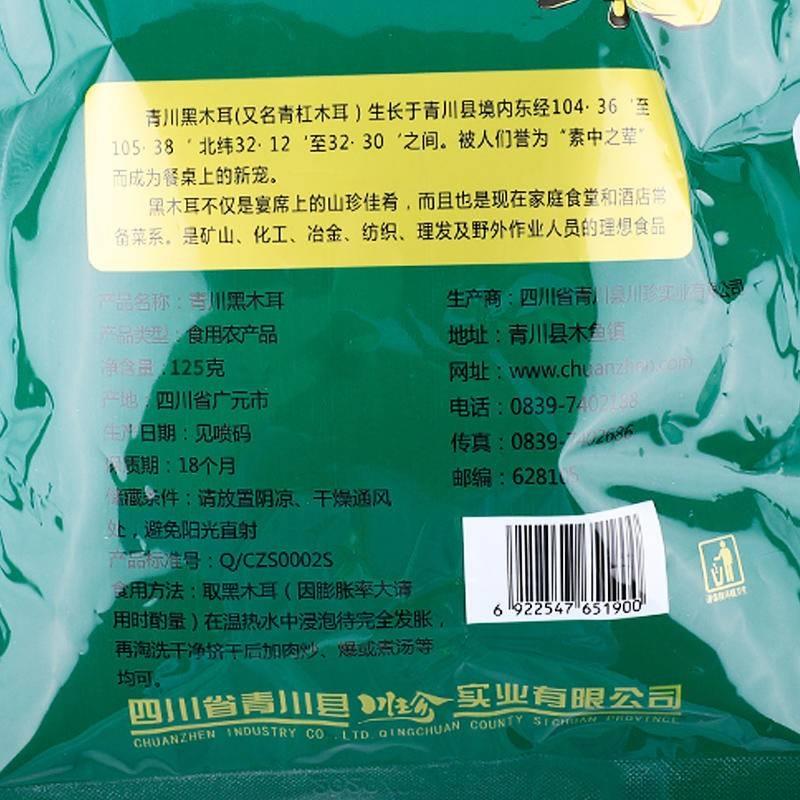 青川黑木耳(又名青杠木耳)生长于青川县境内东经104·36′至
105·38′北纬32·12′至32·30′之间。被人们誉为“素中之荤”
而成为餐桌上的新宠。
黑木耳不仅是宴席上的山珍佳肴，而且也是现在家庭食堂和酒店常
备菜系。是矿山、化工、冶金、纺织、理发及野外作业人员的理想食品
产品名称：青川黑木耳
产品类型：食用农产品
净含量：125克
产地：四川省广元市
生产日期：见喷码
保质期：18个月
储藏条件：请放置阴凉、干燥通风
处，避免阳光直射
产品标准号：Q/CZS0002S
食用方法：取黑木耳（因膨胀率大请
用时酌量）在温热水中浸泡待完全发胀，
再淘洗干净挤干后加肉炒、爆或煮汤等
均可。
生产商：四川省青川县川珍实业有限公司
地址：青川县木鱼镇
网址：www.chuanzhen.com
电话：0839-7402188
传真：0839-7402686
邮编：628105
6 922547 651900
四川省青川县川珍实业有限公司
CHUANZHEN INDUSTRY CO.,LTD.QINGCHUAN COUNTY SICHUAN PROVINCE